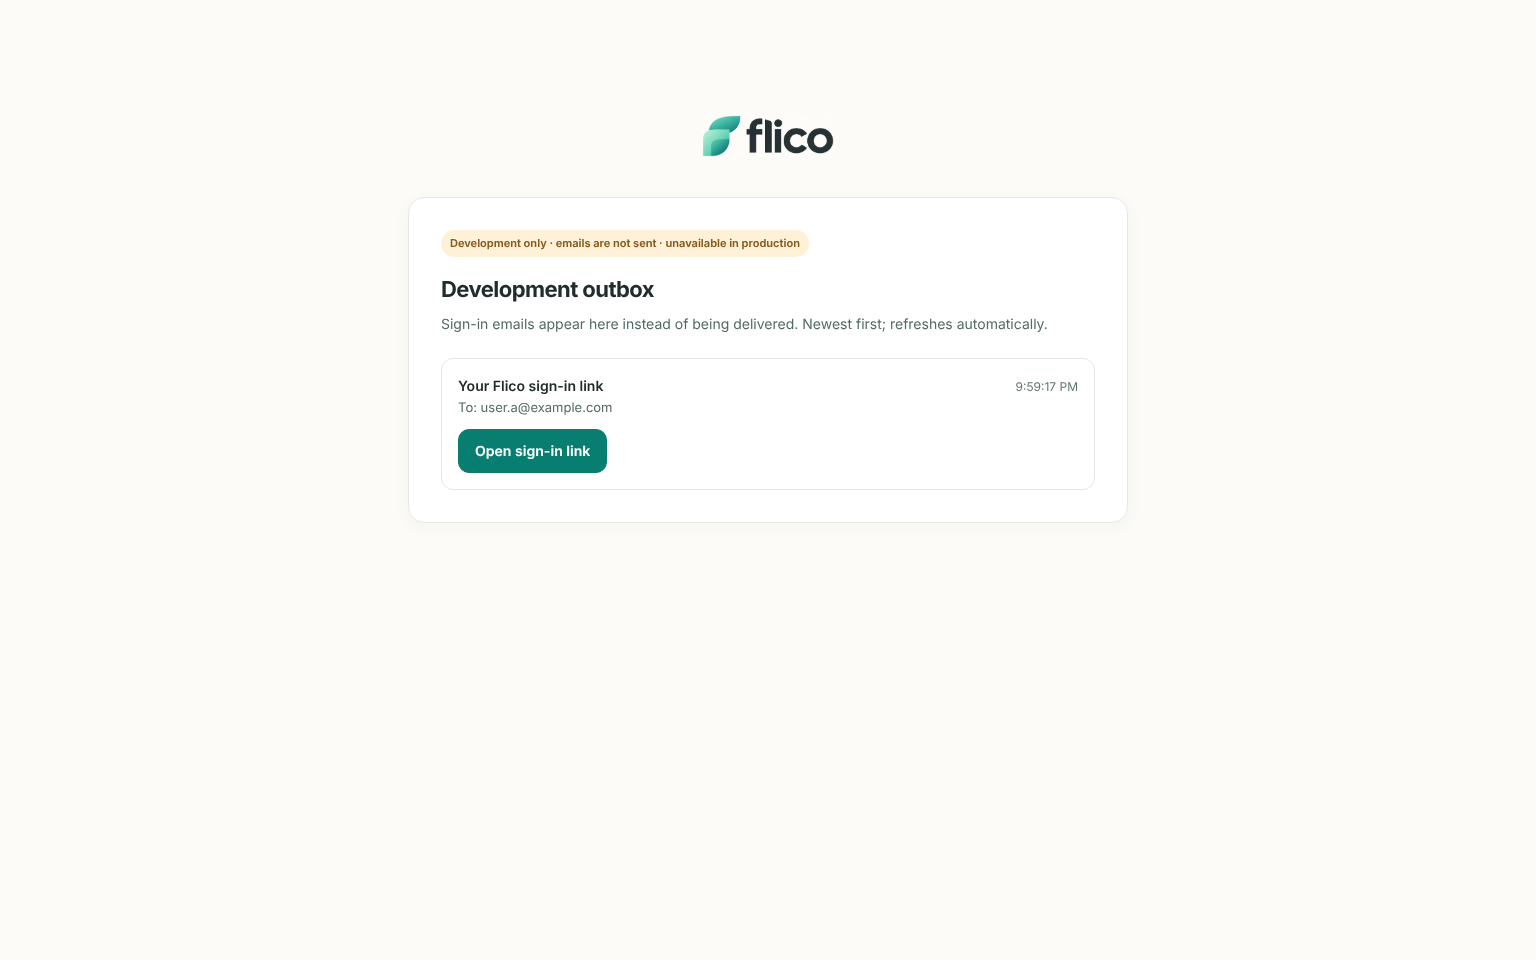 flico
Development only · emails are not sent · unavailable in production
Development outbox
Sign-in emails appear here instead of being delivered. Newest first; refreshes automatically.
Your Flico sign-in link 9:59:17 PM
To: user.a@example.com
Open sign-in link